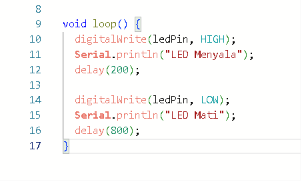 8
9 void loop() {
10 digitalWrite(ledPin, HIGH);
11 Serial.println("LED Menyala");
12 delay(200);
13
14 digitalWrite(ledPin, LOW);
15 Serial.println("LED Mati");
16 delay(800);
17 }